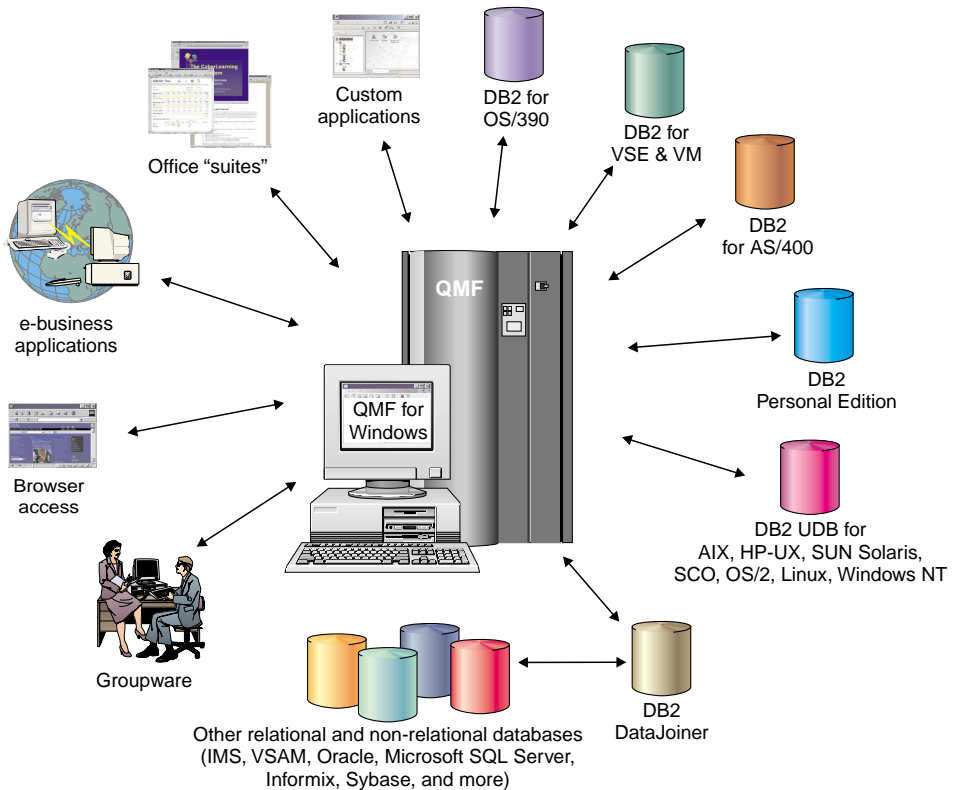 Custom
applications
DB2 for
OS/390
DB2 for
VSE & VM
Office “suites”
The CyberLearning
DB2
for AS/400
QMF
e-business
applications
DB2
Personal Edition
QMF for
Windows
Browser
access
DB2 UDB for
AIX, HP-UX, SUN Solaris,
SCO, OS/2, Linux, Windows NT
Groupware
DB2
DataJoiner
Other relational and non-relational databases
(IMS, VSAM, Oracle, Microsoft SQL Server,
Informix, Sybase, and more)